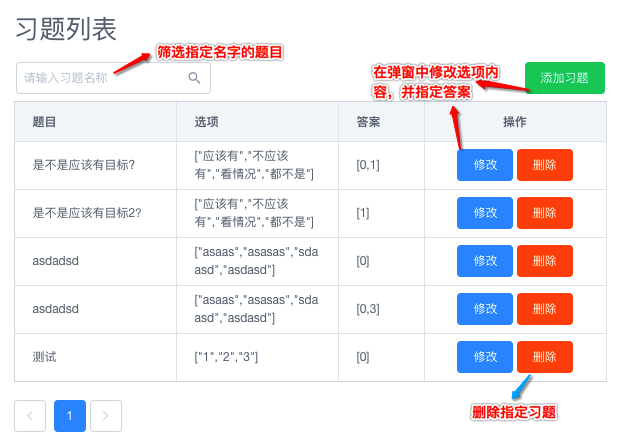 习题列表
筛选指定名字的题目
请输入习题名称
在弹窗中修改选项内
容，并指定答案
添加习题
题目 选项 答案 操作
是不是应该有目标? ["应该有","不应该
有","看情况","都不是"] [0,1] 修改 删除
是不是应该有目标2? ["应该有","不应该
有","看情况","都不是"] [1] 修改 删除
asdadsd ["asaas","asasas","sda
asd","asdasd"] [0] 修改 删除
asdadsd ["asaas","asasas","sda
asd","asdasd"] [0,3] 修改 删除
测试 ["1","2","3"] [0] 修改 删除
1
删除指定习题